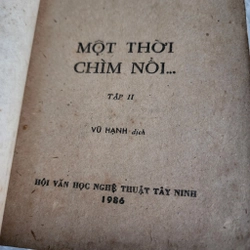 MỘT THỜI
CHÌM NỔI...
TẬP II
VŨ HẠNH dịch
HỘI VĂN HỌC NGHỆ THUẬT TÂY NINH
1986